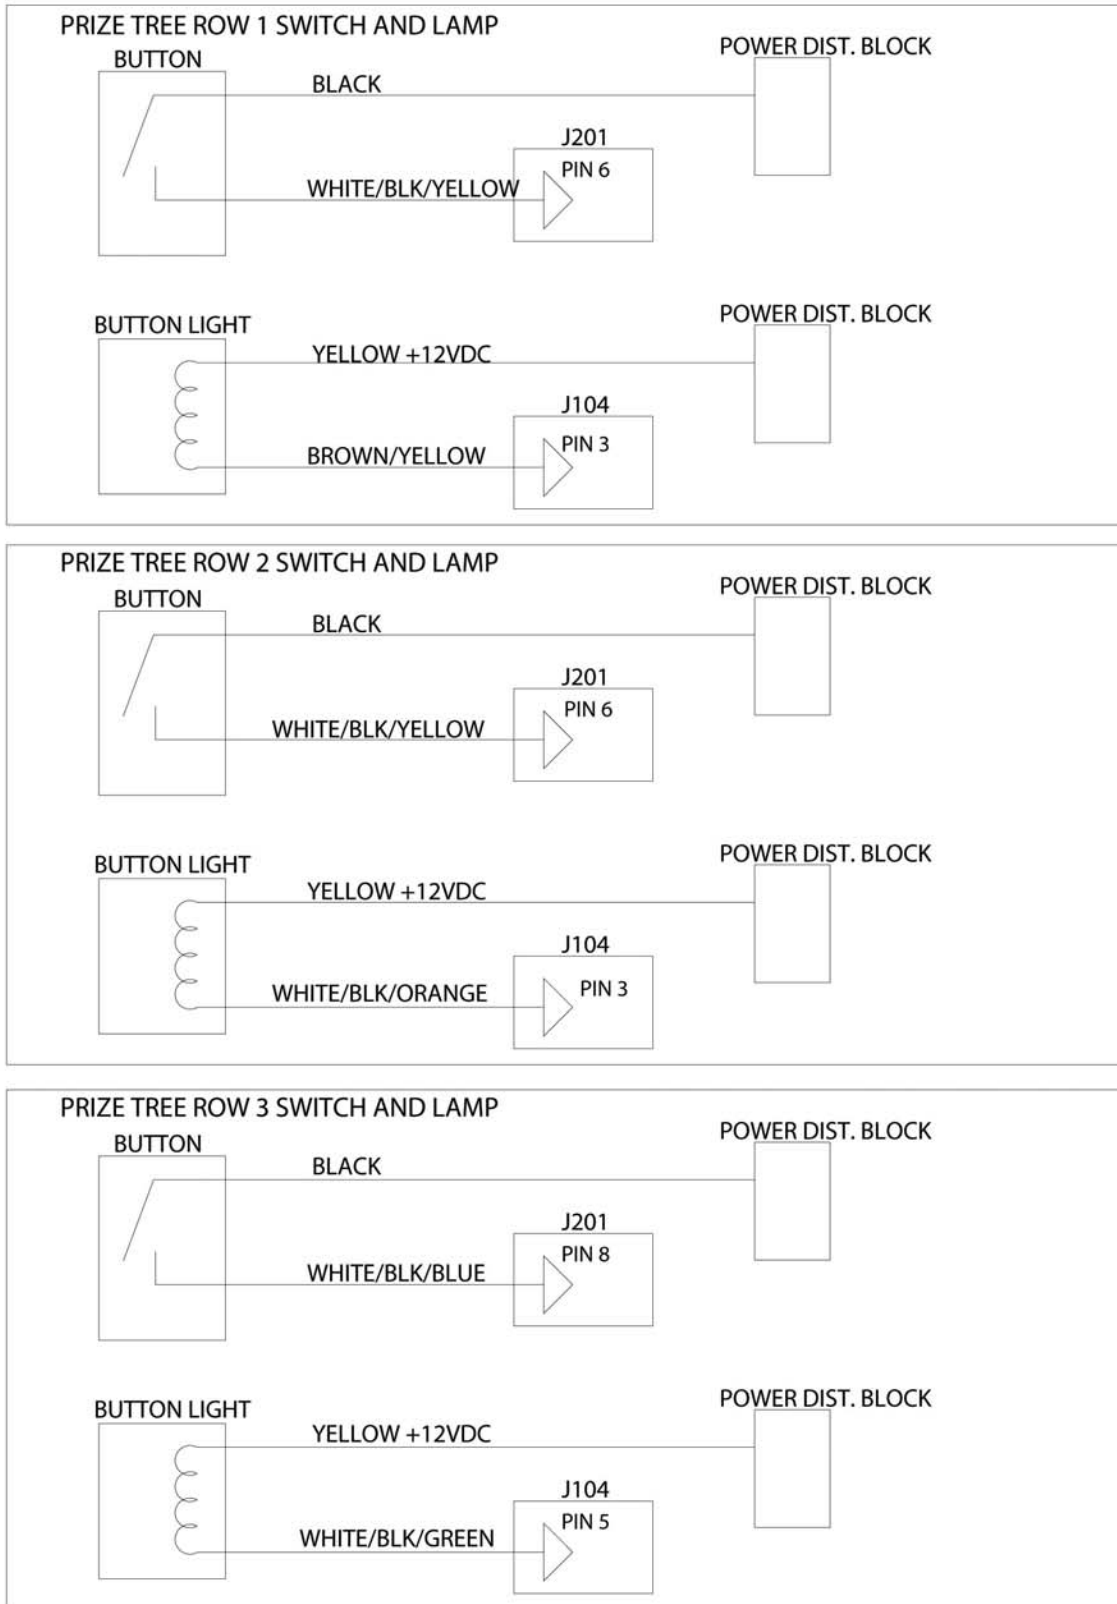 PRIZE TREE ROW 1 SWITCH AND LAMP
BUTTON
POWER DIST. BLOCK
BLACK
J201
PIN 6
WHITE/BLK/YELLOW
BUTTON LIGHT
POWER DIST. BLOCK
YELLOW +12VDC
J104
PIN 3
BROWN/YELLOW
PRIZE TREE ROW 2 SWITCH AND LAMP
BUTTON
POWER DIST. BLOCK
BLACK
J201
PIN 6
WHITE/BLK/YELLOW
BUTTON LIGHT
POWER DIST. BLOCK
YELLOW +12VDC
J104
PIN 3
WHITE/BLK/ORANGE
PRIZE TREE ROW 3 SWITCH AND LAMP
BUTTON
POWER DIST. BLOCK
BLACK
J201
PIN 8
WHITE/BLK/BLUE
BUTTON LIGHT
POWER DIST. BLOCK
YELLOW +12VDC
J104
PIN 5
WHITE/BLK/GREEN